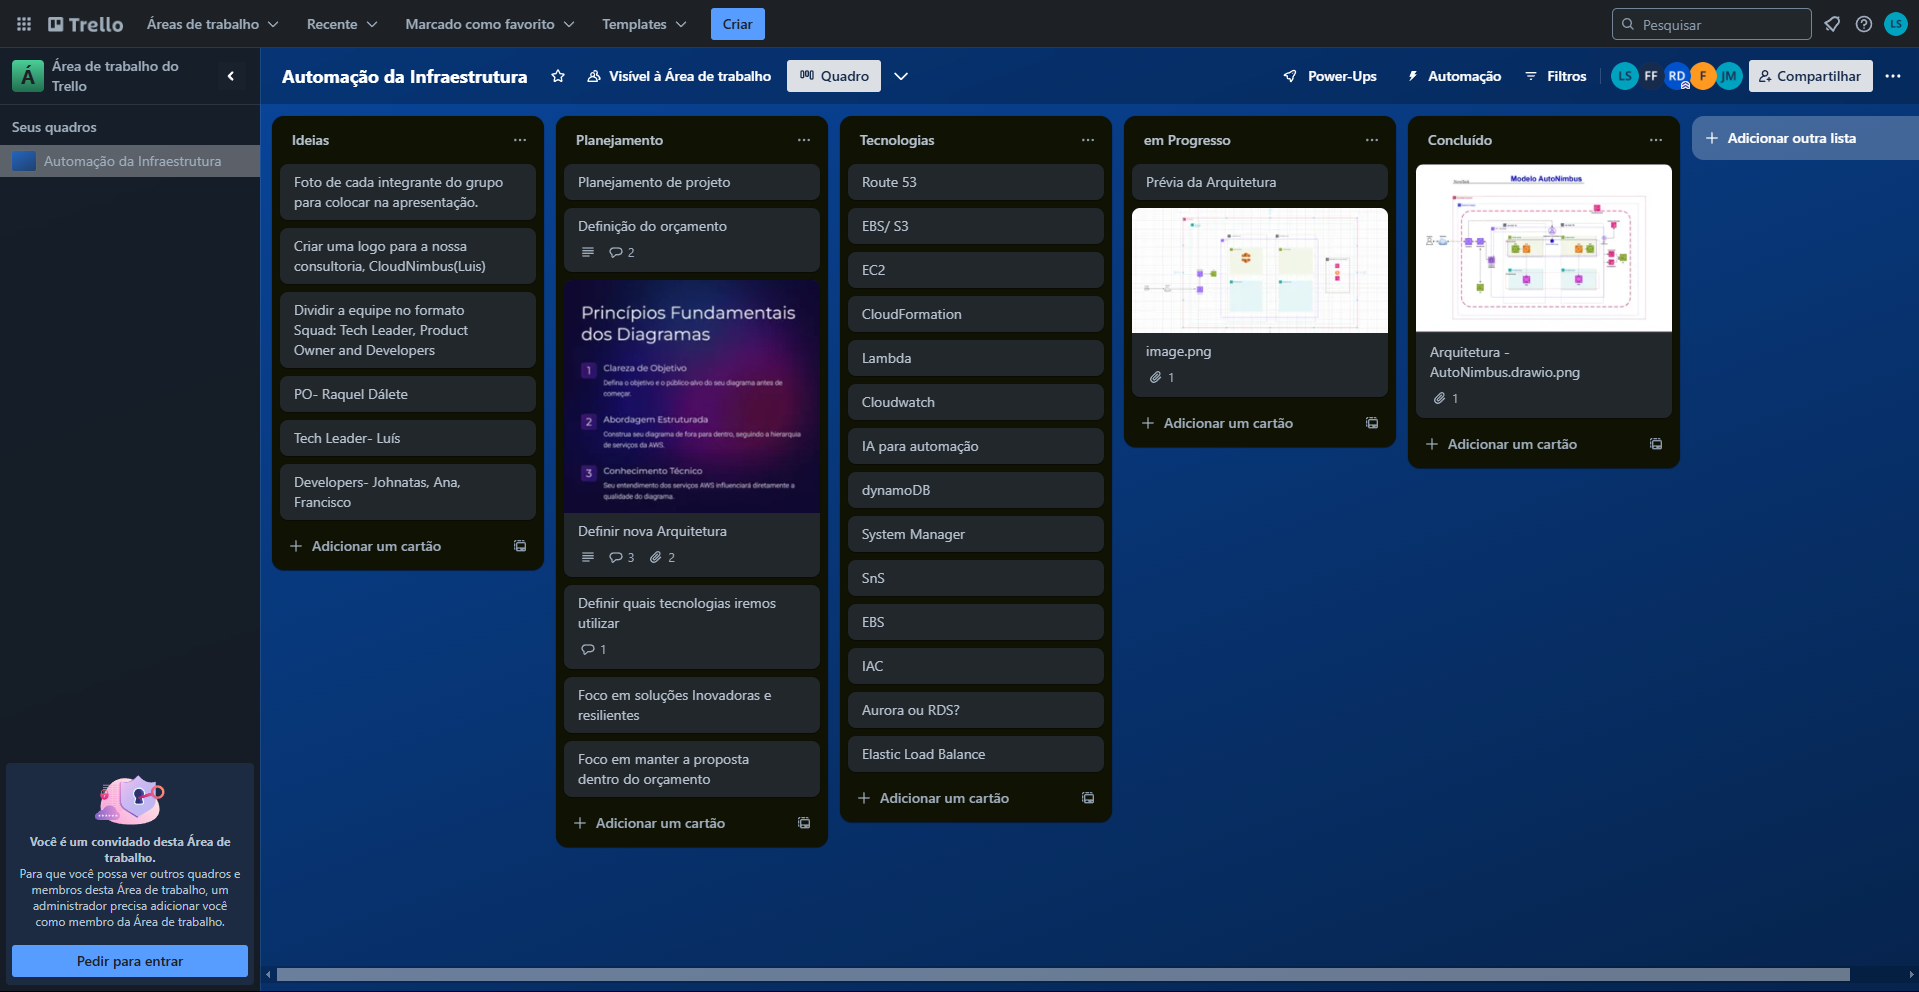 Trello
Áreas de trabalho
Recente
Marcado como favorito
Templates
Criar
Pesquisar
LS
Á
Área de trabalho do
Trello
Automação da Infraestrutura
Visível à Área de trabalho
Quadro
Power-Ups
Automação
Filtros
LS
FF
RD
F
JM
Compartilhar
Seus quadros
Automação da Infraestrutura
Ideias
Foto de cada integrante do grupo
para colocar na apresentação.
Criar uma logo para a nossa
consultoria, CloudNimbus(Luis)
Dividir a equipe no formato
Squad: Tech Leader, Product
Owner and Developers
PO- Raquel Dálete
Tech Leader- Luís
Developers- Johnatas, Ana,
Francisco
Adicionar um cartão
Planejamento
Planejamento de projeto
Definição do orçamento
2
Princípios Fundamentais
dos Diagramas
1
Clareza de Objetivo
Defina o objetivo e o público-alvo do seu diagrama antes de
começar.
2
Abordagem Estruturada
Construa seu diagrama de fora para dentro, seguindo a hierarquia
de serviços da AWS.
3
Conhecimento Técnico
Seu entendimento dos serviços AWS influenciará diretamente a
qualidade do diagrama.
Definir nova Arquitetura
3
2
Definir quais tecnologias iremos
utilizar
1
Foco em soluções Inovadoras e
resilientes
Foco em manter a proposta
dentro do orçamento
Adicionar um cartão
Tecnologias
Route 53
EBS/ S3
EC2
CloudFormation
Lambda
Cloudwatch
IA para automação
dynamoDB
System Manager
SnS
EBS
IAC
Aurora ou RDS?
Elastic Load Balance
Adicionar um cartão
em Progresso
Prévia da Arquitetura
image.png
1
Adicionar um cartão
Concluído
Modelo AutoNimbus
Arquitetura -
AutoNimbus.drawio.png
1
Adicionar um cartão
Adicionar outra lista
Você é um convidado desta Área de
trabalho.
Para que você possa ver outros quadros e
membros desta Área de trabalho, um
administrador precisa adicionar você
como membro da Área de trabalho.
Pedir para entrar